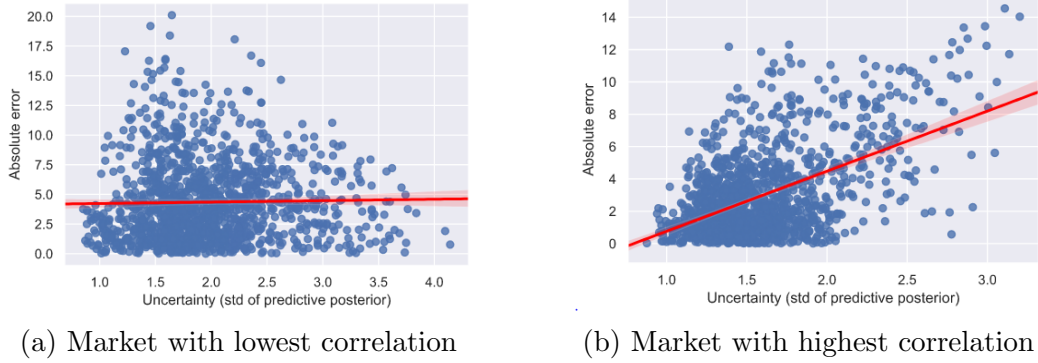 20.0
17.5
15.0
12.5
10.0
7.5
5.0
2.5
0.0
Absolute error
1.0 1.5 2.0 2.5 3.0 3.5 4.0
Uncertainty (std of predictive posterior)
(a) Market with lowest correlation
14
12
10
8
6
4
2
0
Absolute error
1.0 1.5 2.0 2.5 3.0
Uncertainty (std of predictive posterior)
(b) Market with highest correlation